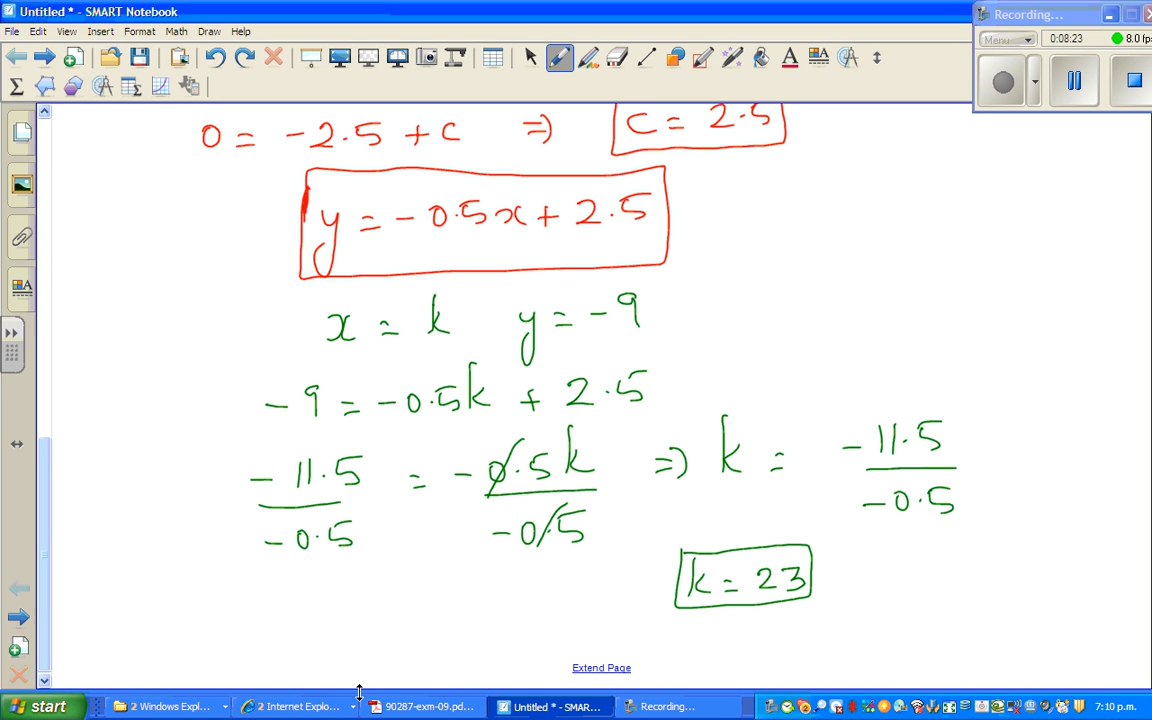 Untitled * - SMART Notebook
Recording...
File Edit View Insert Format Math Draw Help
Menu 0:08:23 8.0 fp
0 = -2.5 + c ⇒ c = 2.5
y = -0.5x + 2.5
x = k y = -9
-9 = -0.5k + 2.5
-11.5 / -0.5 = -0.5k / -0.5 ⇒ k = -11.5 / -0.5
k = 23
Extend Page
start 2 Windows Expl... 2 Internet Explo... 90287-exm-09.pd... Untitled * - SMAR... Recording... 7:10 p.m.